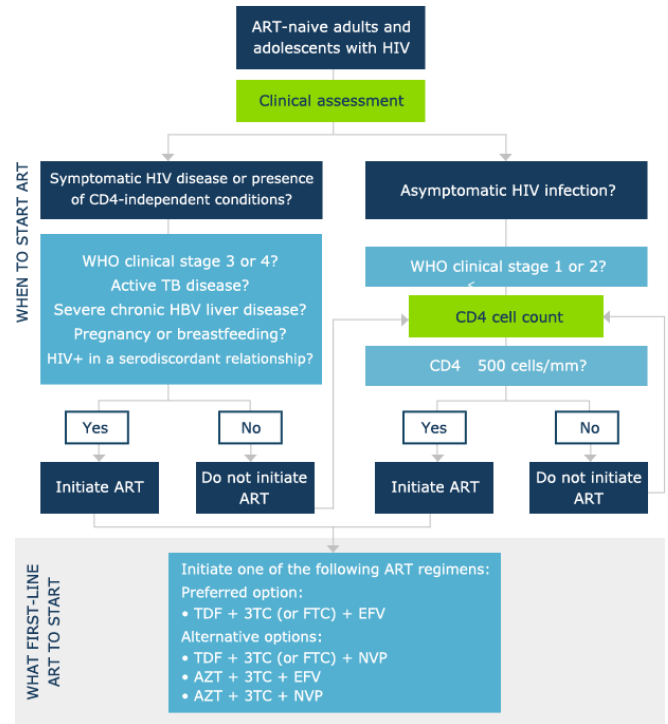 ART-naive adults and
adolescents with HIV
Clinical assessment
WHEN TO START ART
Symptomatic HIV disease or presence
of CD4-independent conditions?
Asymptomatic HIV infection?
WHO clinical stage 3 or 4?
Active TB disease?
Severe chronic HBV liver disease?
Pregnancy or breastfeeding?
HIV+ in a serodiscordant relationship?
WHO clinical stage 1 or 2?
<
CD4 cell count
CD4 500 cells/mm?
Yes
No
Yes
No
Initiate ART
Do not initiate
ART
Initiate ART
Do not initiate
ART
WHAT FIRST-LINE
ART TO START
Initiate one of the following ART regimens:
Preferred option:
• TDF + 3TC (or FTC) + EFV
Alternative options:
• TDF + 3TC (or FTC) + NVP
• AZT + 3TC + EFV
• AZT + 3TC + NVP